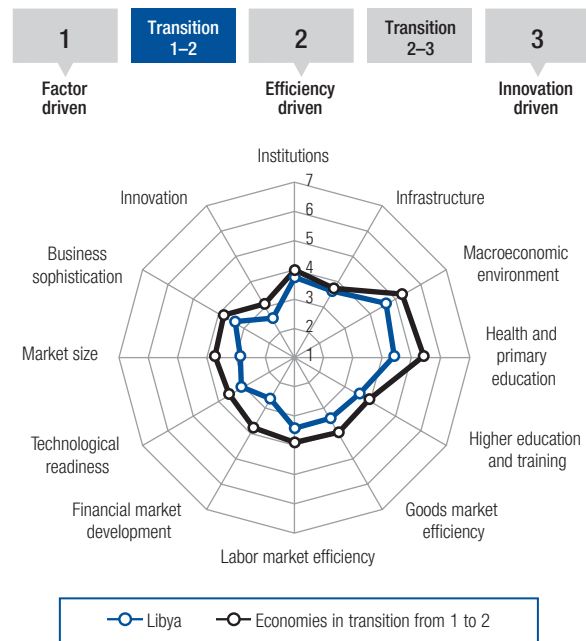 1
Transition
1–2
2
Transition
2–3
3
Factor
driven
Efficiency
driven
Innovation
driven
Institutions
7
Innovation
Infrastructure
6
5
Business
sophistication
Macroeconomic
environment
4
3
2
Market size
1
Health and
primary
education
Technological
readiness
Higher education
and training
Financial market
development
Goods market
efficiency
Labor market efficiency
Libya
Economies in transition from 1 to 2